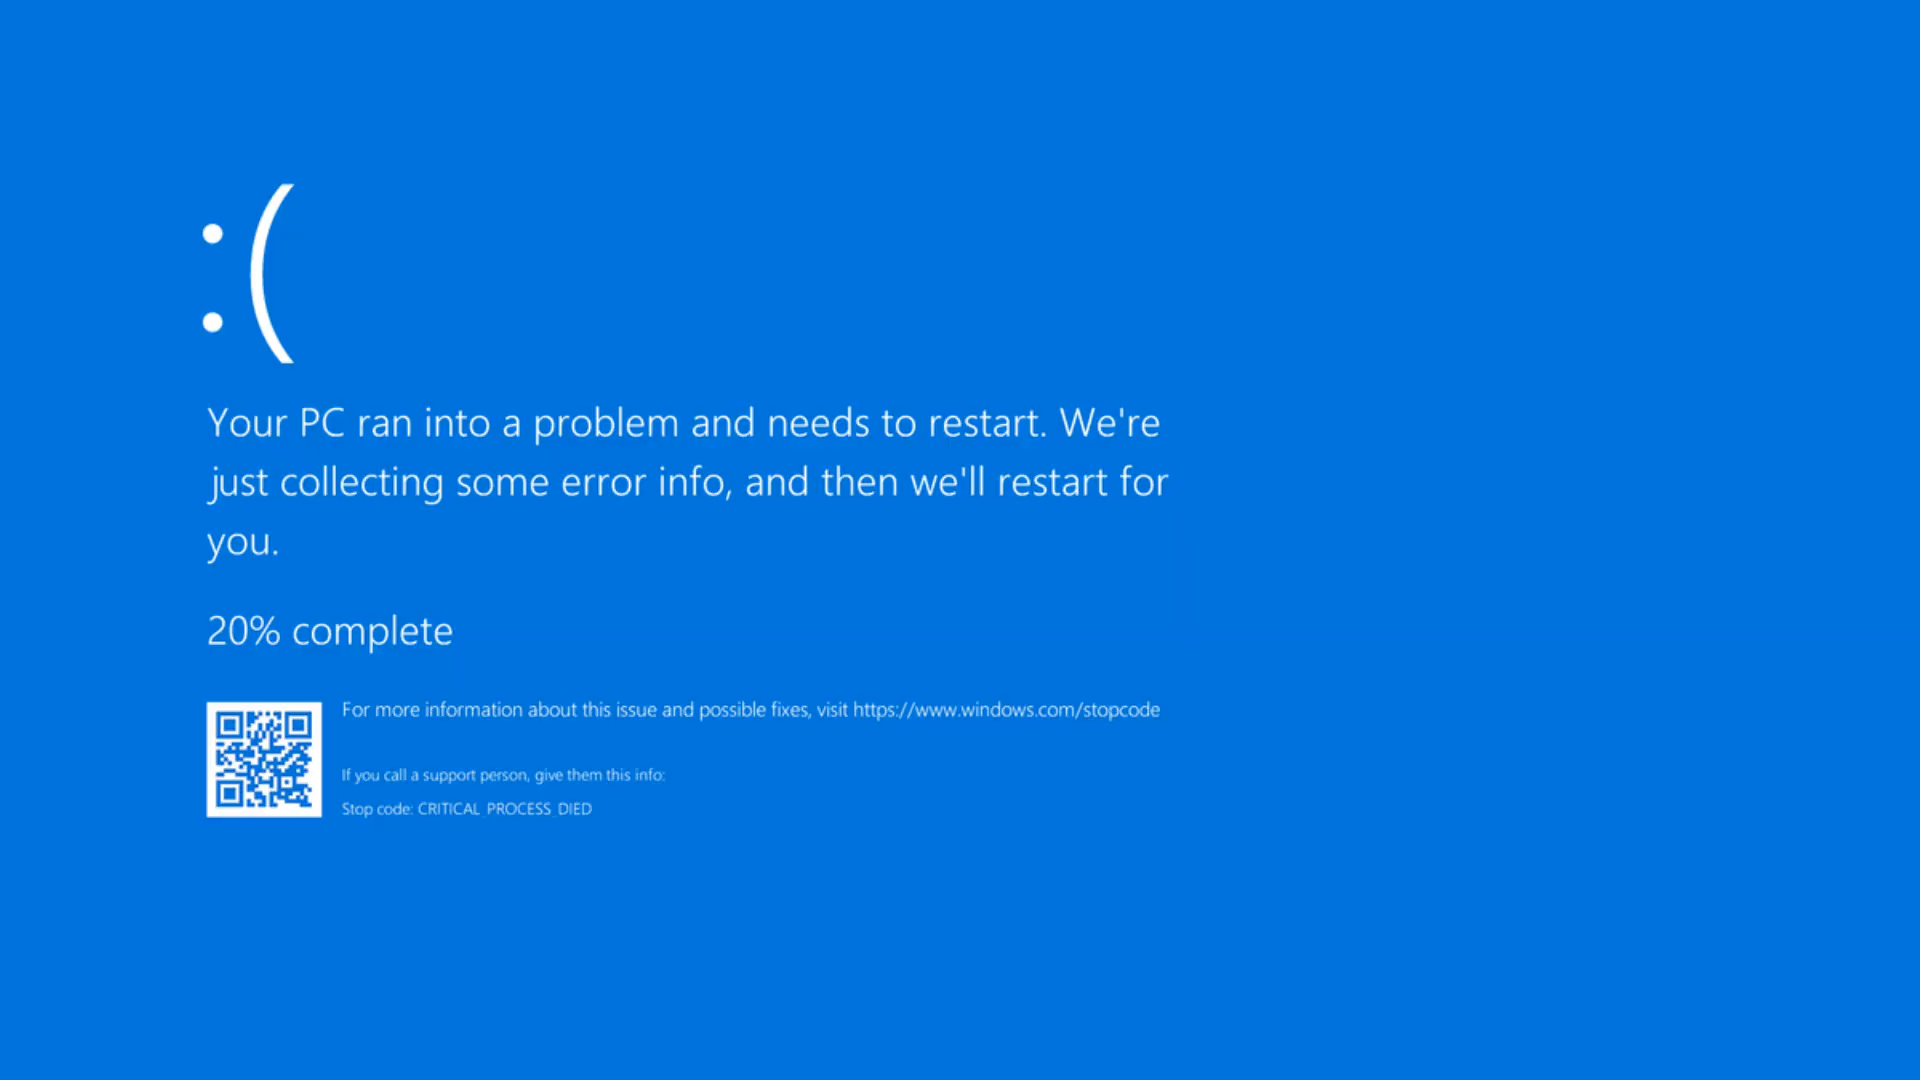 :(
Your PC ran into a problem and needs to restart. We're
just collecting some error info, and then we'll restart for
you.
20% complete
For more information about this issue and possible fixes, visit https://www.windows.com/stopcode
If you call a support person, give them this info:
Stop code: CRITICAL_PROCESS_DIED